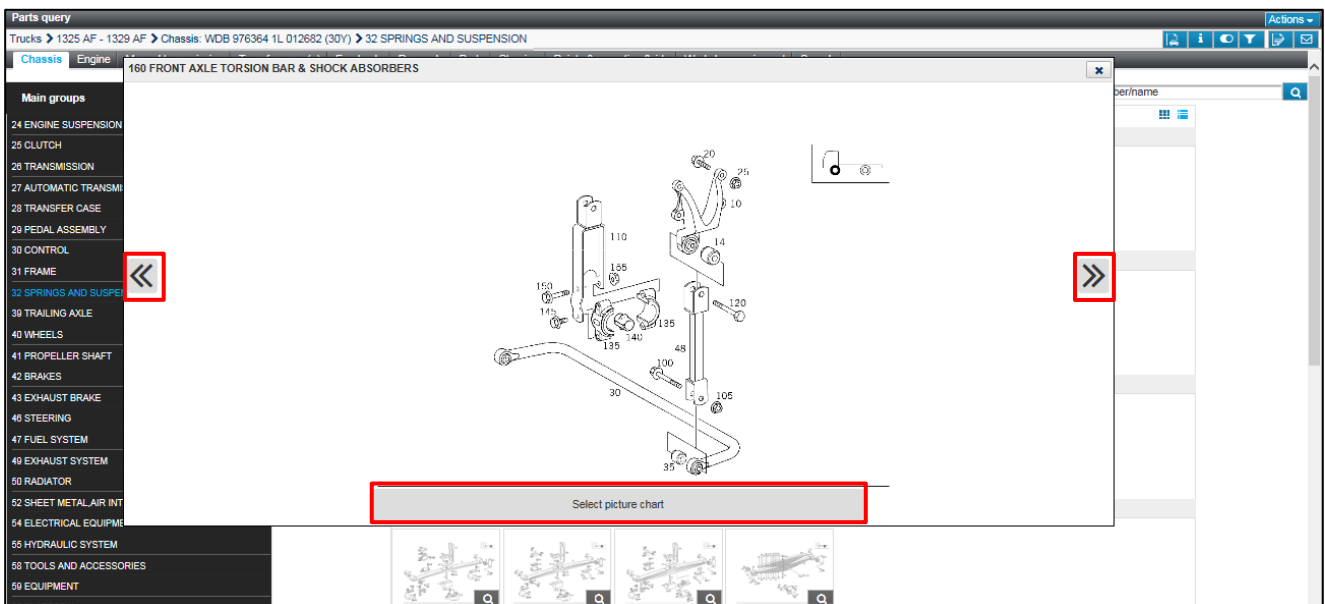 Parts query
Actions
Trucks > 1325 AF - 1329 AF > Chassis: WDB 976364 1L 012682 (30Y) > 32 SPRINGS AND SUSPENSION
Chassis Engine
160 FRONT AXLE TORSION BAR & SHOCK ABSORBERS
x
ber/name
Main groups
24 ENGINE SUSPENSION
25 CLUTCH
26 TRANSMISSION
27 AUTOMATIC TRANSMI
28 TRANSFER CASE
29 PEDAL ASSEMBLY
30 CONTROL
31 FRAME
32 SPRINGS AND SUSPE
39 TRAILING AXLE
40 WHEELS
41 PROPELLER SHAFT
42 BRAKES
43 EXHAUST BRAKE
46 STEERING
47 FUEL SYSTEM
49 EXHAUST SYSTEM
50 RADIATOR
52 SHEET METAL,AIR INT
54 ELECTRICAL EQUIPME
55 HYDRAULIC SYSTEM
58 TOOLS AND ACCESSORIES
59 EQUIPMENT
20
25
10
14
110
155
150
145
135
140
135
120
48
100
105
30
35
Select picture chart